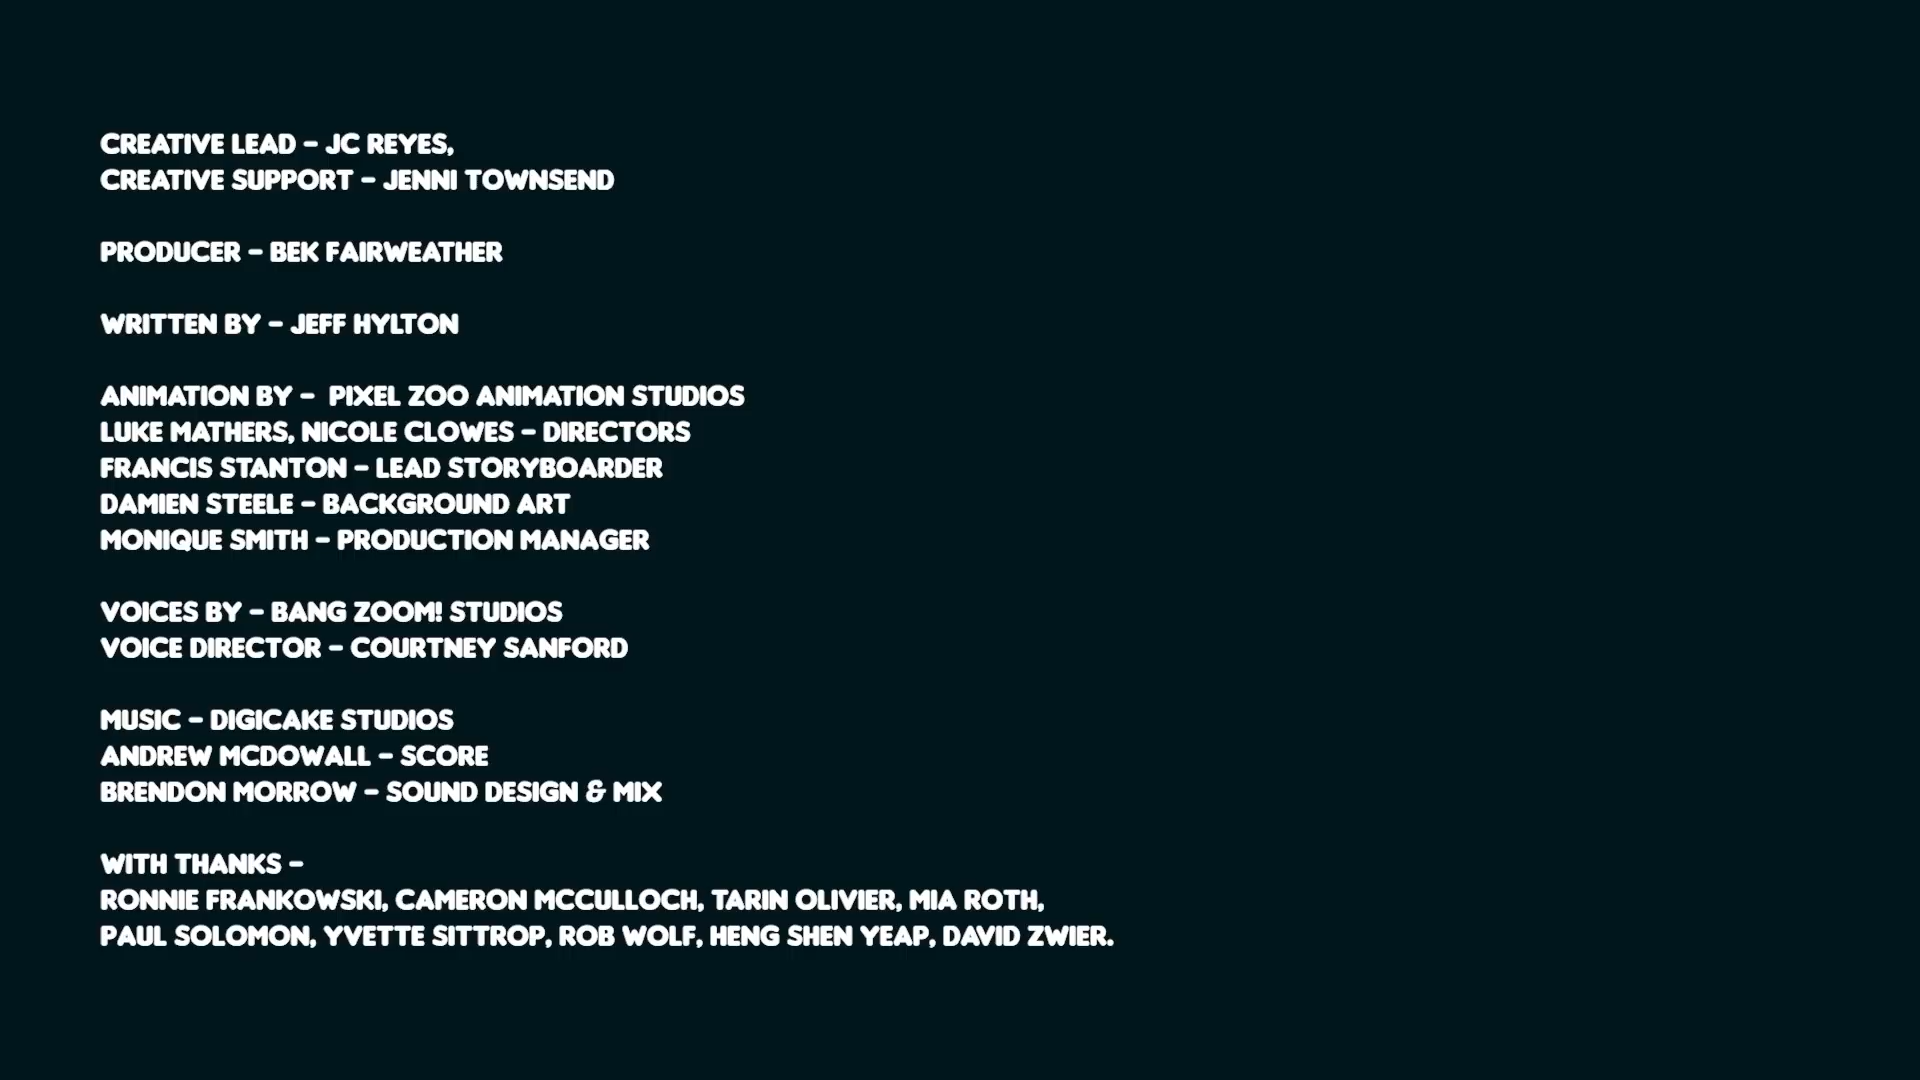 CREATIVE LEAD – JC REYES,
CREATIVE SUPPORT – JENNI TOWNSEND
PRODUCER – BEK FAIRWEATHER
WRITTEN BY – JEFF HYLTON
ANIMATION BY –  PIXEL ZOO ANIMATION STUDIOS
LUKE MATHERS, NICOLE CLOWES – DIRECTORS
FRANCIS STANTON – LEAD STORYBOARDER
DAMIEN STEELE – BACKGROUND ART
MONIQUE SMITH – PRODUCTION MANAGER
VOICES BY – BANG ZOOM! STUDIOS
VOICE DIRECTOR – COURTNEY SANFORD
MUSIC – DIGICAKE STUDIOS
ANDREW MCDOWALL – SCORE
BRENDON MORROW – SOUND DESIGN & MIX
WITH THANKS –
RONNIE FRANKOWSKI, CAMERON MCCULLOCH, TARIN OLIVIER, MIA ROTH,
PAUL SOLOMON, YVETTE SITTROP, ROB WOLF, HENG SHEN YEAP, DAVID ZWIER.